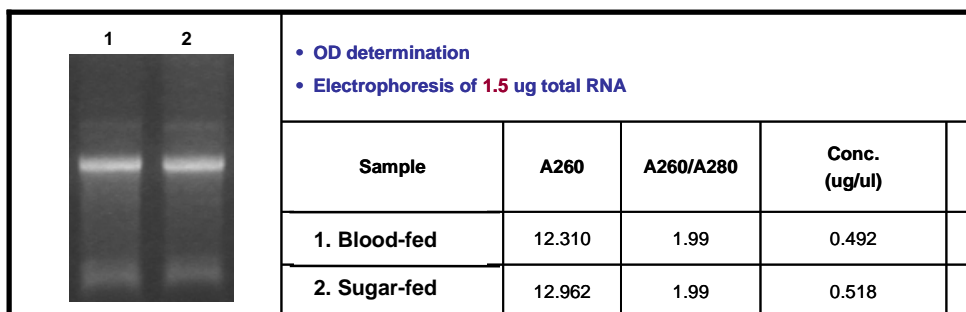 1 2
• OD determination
• Electrophoresis of 1.5 ug total RNA
Sample A260 A260/A280 Conc. (ug/ul)
1. Blood-fed 12.310 1.99 0.492
2. Sugar-fed 12.962 1.99 0.518